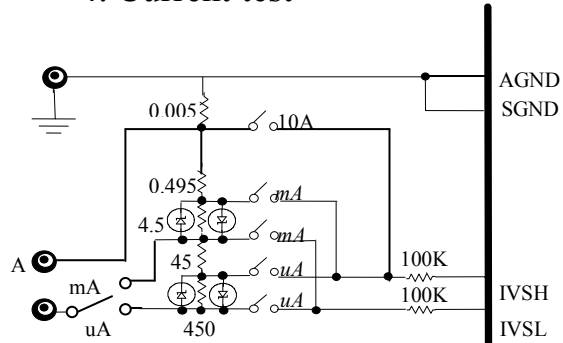 4. Current test
AGND
SGND
0.005
10A
0.495
mA
4.5
mA
A
45
uA
100K
mA
IVSH
uA
100K
uA
450
IVSL